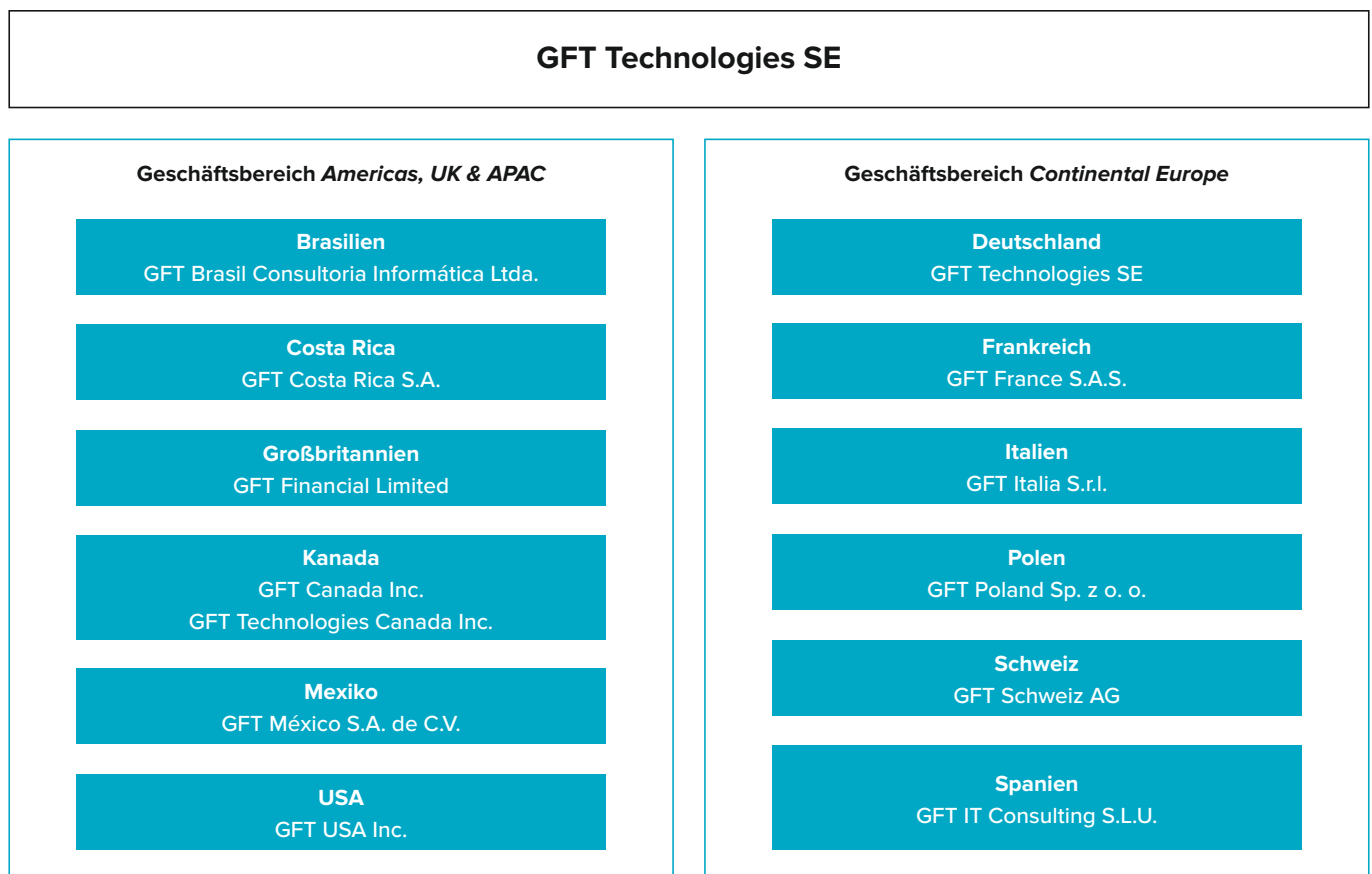 GFT Technologies SE
Geschäftsbereich Americas, UK & APAC
Brasilien
GFT Brasil Consultoria Informática Ltda.
Costa Rica
GFT Costa Rica S.A.
Großbritannien
GFT Financial Limited
Kanada
GFT Canada Inc.
GFT Technologies Canada Inc.
Mexiko
GFT México S.A. de C.V.
USA
GFT USA Inc.
Geschäftsbereich Continental Europe
Deutschland
GFT Technologies SE
Frankreich
GFT France S.A.S.
Italien
GFT Italia S.r.l.
Polen
GFT Poland Sp. z o. o.
Schweiz
GFT Schweiz AG
Spanien
GFT IT Consulting S.L.U.